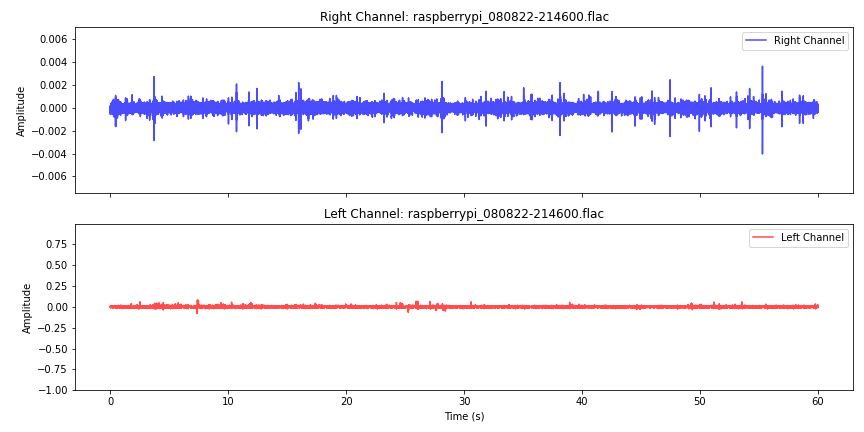 Right Channel: raspberrypi_080822-214600.flac
Right Channel
Amplitude
0.006
0.004
0.002
0.000
−0.002
−0.004
−0.006
Left Channel: raspberrypi_080822-214600.flac
Left Channel
Amplitude
0.75
0.50
0.25
0.00
−0.25
−0.50
−0.75
−1.00
0 10 20 30 40 50 60
Time (s)